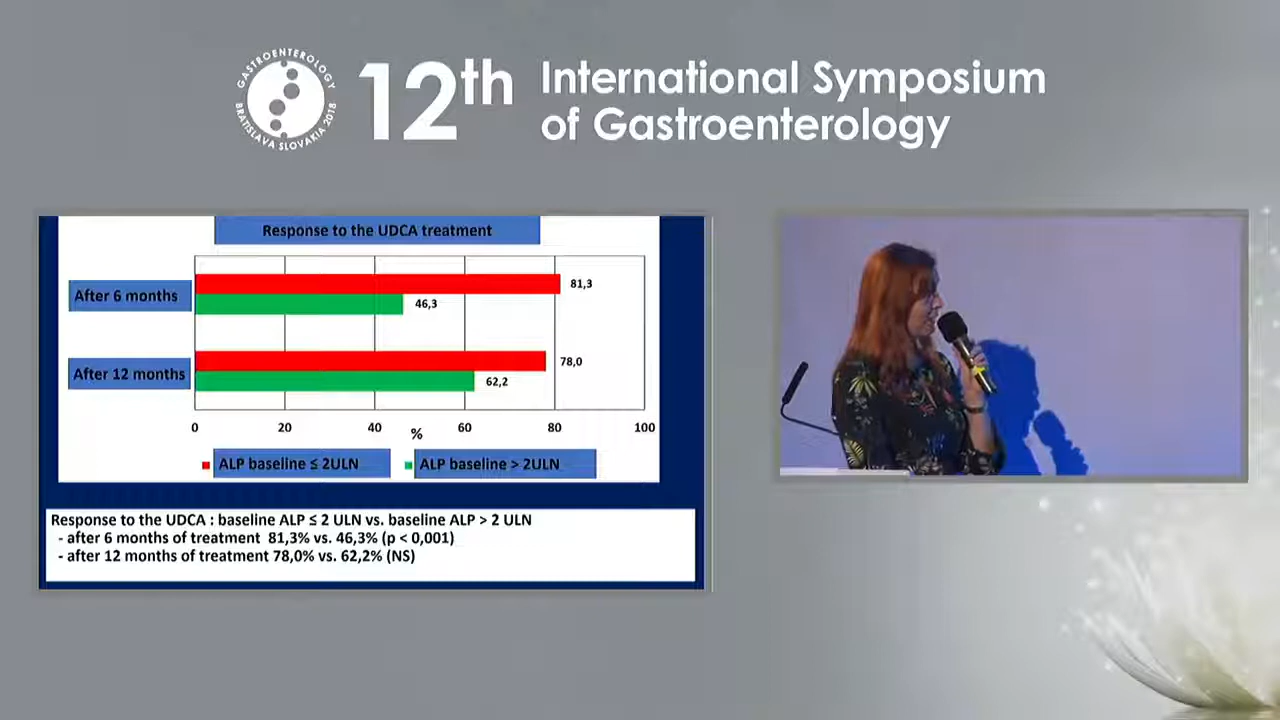 GASTROENTEROLOGY
BRATISLAVA SLOVAKIA 2018
12th
International Symposium
of Gastroenterology
Response to the UDCA treatment
After 6 months
81,3
46,3
After 12 months
78,0
62,2
0 20 40 60 80 100
%
ALP baseline ≤ 2ULN
ALP baseline > 2ULN
Response to the UDCA : baseline ALP ≤ 2 ULN vs. baseline ALP > 2 ULN
- after 6 months of treatment 81,3% vs. 46,3% (p < 0,001)
- after 12 months of treatment 78,0% vs. 62,2% (NS)